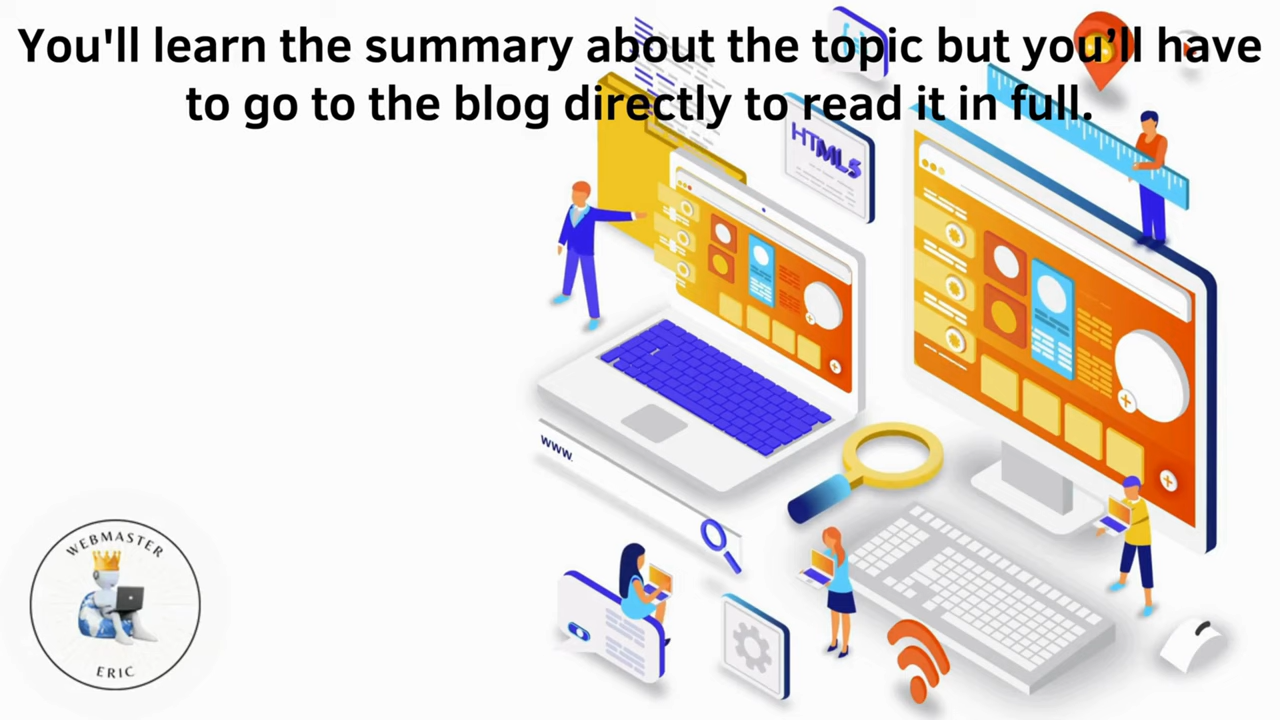 You'll learn the summary about the topic but you’ll have
to go to the blog directly to read it in full.
HTML5
www.
WEBMASTER
ERIC